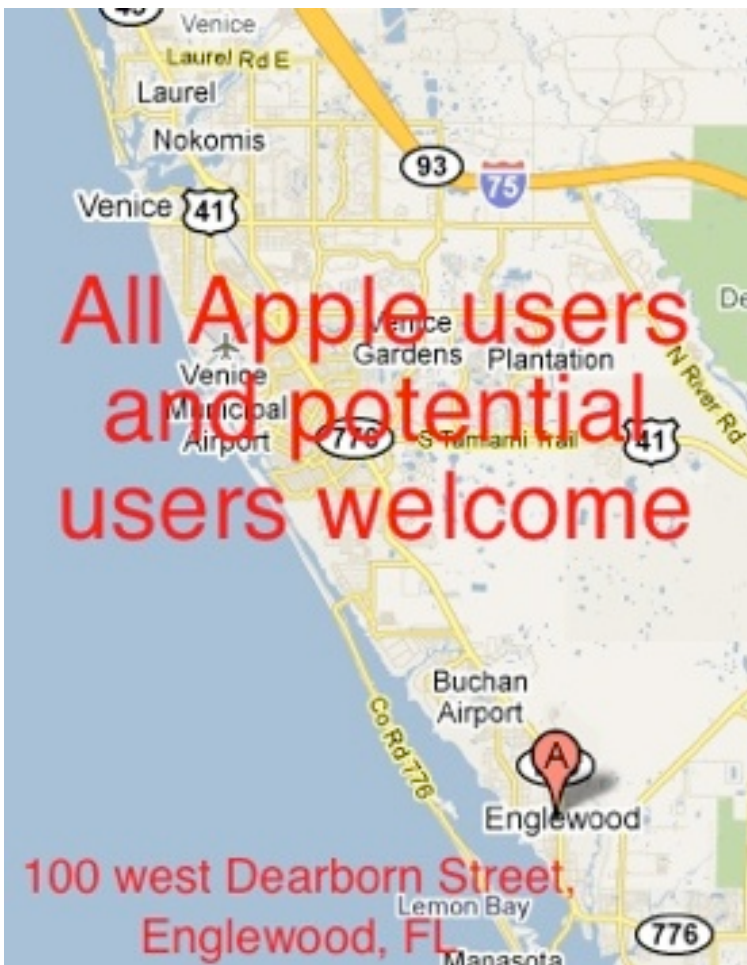 Venice
Laurel Rd E
Laurel
Nokomis
93
75
Venice
41
All Apple users
Venice
Gardens
Plantation
N River Rd
Venice
Municipal
Airport
and potential
776
S Tamiami Trail
41
users welcome
Buchan
Airport
Co Rd 776
A
Englewood
100 west Dearborn Street,
Lemon Bay
Englewood, FL
776
Manasota